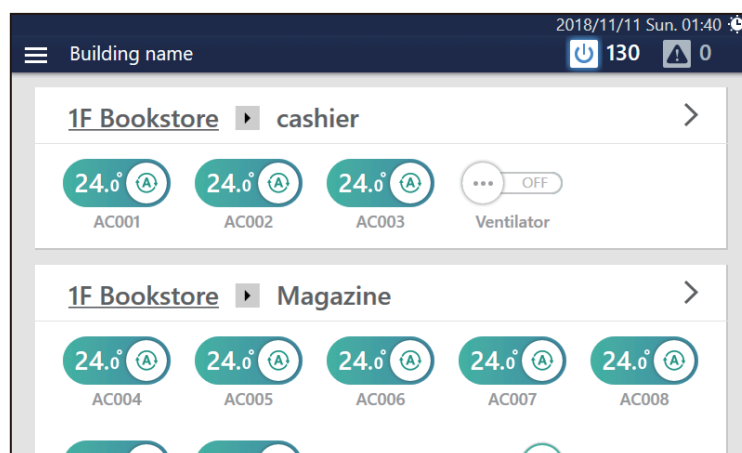 2018/11/11 Sun. 01:40
Building name 130 0
1F Bookstore cashier
24.0° A 24.0° A 24.0° A OFF
AC001 AC002 AC003 Ventilator
1F Bookstore Magazine
24.0° A 24.0° A 24.0° A 24.0° A 24.0° A
AC004 AC005 AC006 AC007 AC008